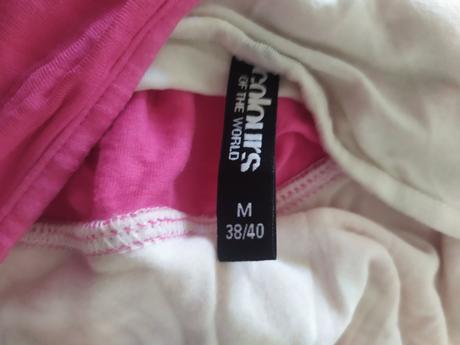 colours
OF THE WORLD
M
38/40